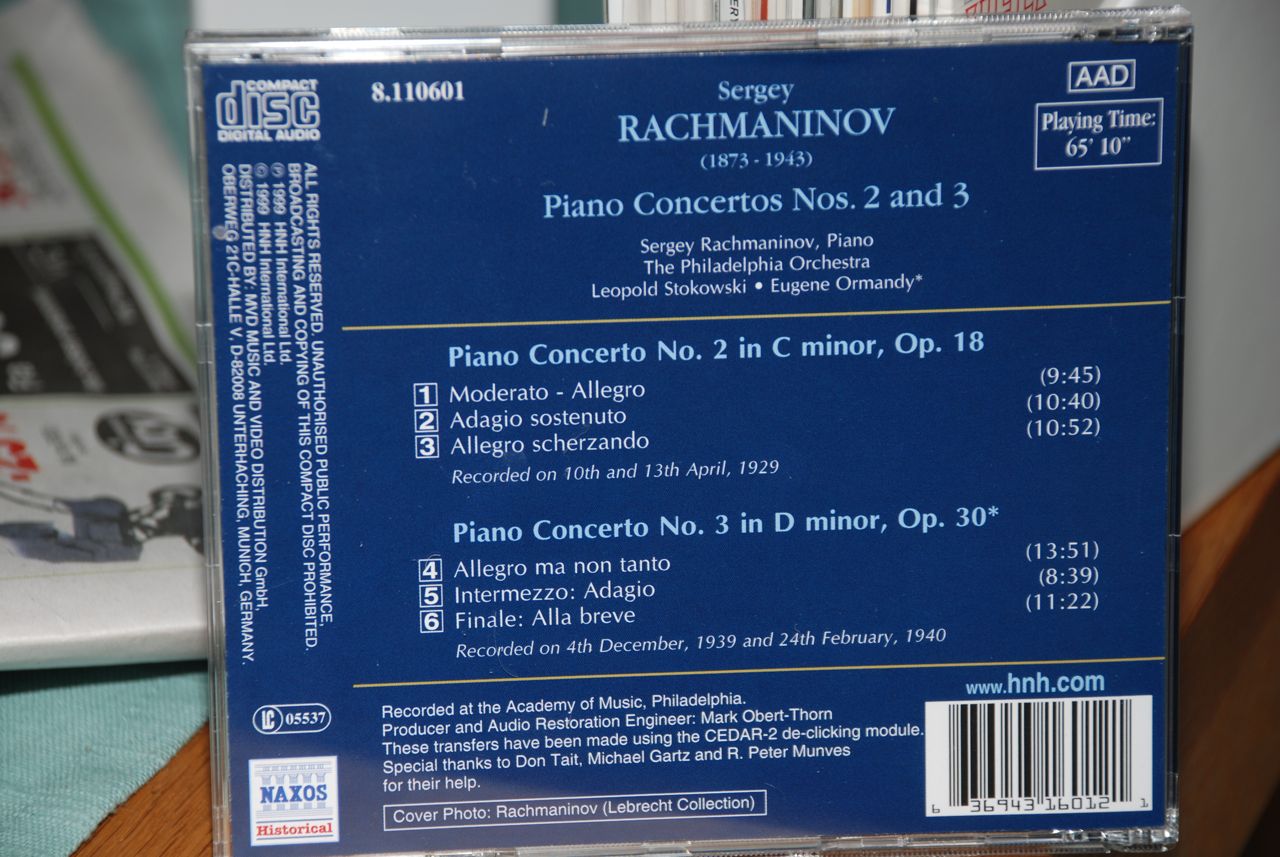 COMPACT
disc
DIGITAL AUDIO
8.110601
Sergey
RACHMANINOV
(1873 - 1943)
AAD
Playing Time:
65' 10”
Piano Concertos Nos. 2 and 3
Sergey Rachmaninov, Piano
The Philadelphia Orchestra
Leopold Stokowski • Eugene Ormandy*
ALL RIGHTS RESERVED. UNAUTHORISED PUBLIC PERFORMANCE,
BROADCASTING AND COPYING OF THIS COMPACT DISC PROHIBITED.
℗ 1999 HNH International Ltd.
© 1999 HNH International Ltd.
DISTRIBUTED BY: MVD MUSIC AND VIDEO DISTRIBUTION GmbH,
OBERWEG 21C-HALLE V, D-82008 UNTERHACHING, MUNICH, GERMANY.
Piano Concerto No. 2 in C minor, Op. 18
1 Moderato - Allegro (9:45)
2 Adagio sostenuto (10:40)
3 Allegro scherzando (10:52)
Recorded on 10th and 13th April, 1929
Piano Concerto No. 3 in D minor, Op. 30*
4 Allegro ma non tanto (13:51)
5 Intermezzo: Adagio (8:39)
6 Finale: Alla breve (11:22)
Recorded on 4th December, 1939 and 24th February, 1940
www.hnh.com
LC 05537
Recorded at the Academy of Music, Philadelphia.
Producer and Audio Restoration Engineer: Mark Obert-Thorn
These transfers have been made using the CEDAR-2 de-clicking module.
Special thanks to Don Tait, Michael Gartz and R. Peter Munves
for their help.
Cover Photo: Rachmaninov (Lebrecht Collection)
NAXOS
Historical
6 36943 16012 1